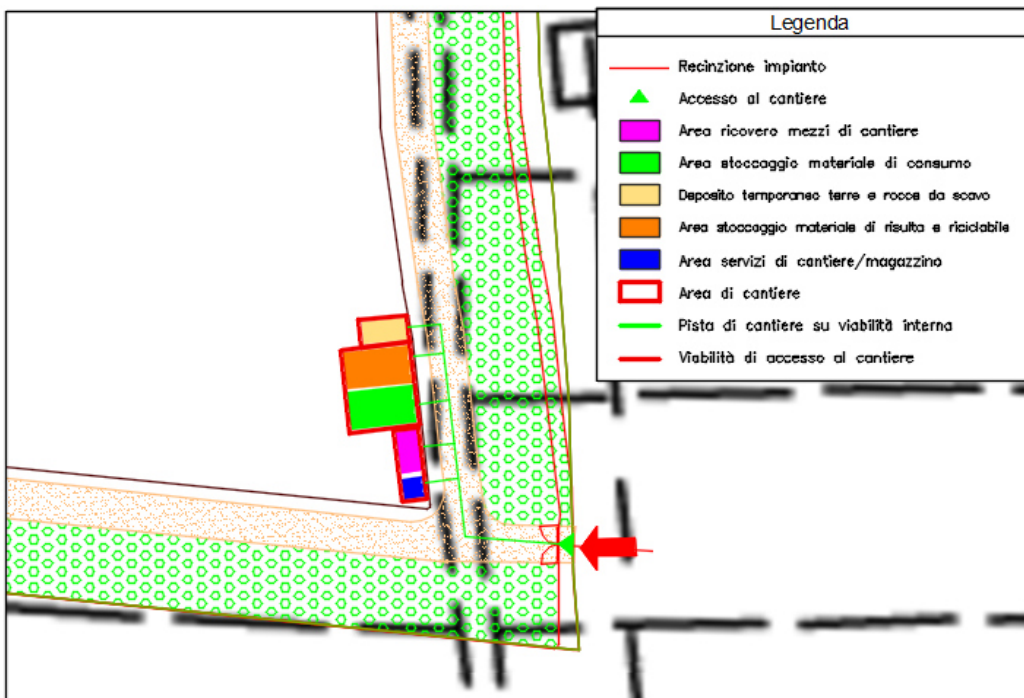 Legenda
Recinzione impianto
Accesso al cantiere
Area ricovero mezzi di cantiere
Area stoccaggio materiale di consumo
Deposito temporaneo terre e rocce da scavo
Area stoccaggio materiale di risulta e riciclabile
Area servizi di cantiere/magazzino
Area di cantiere
Pista di cantiere su viabilità interna
Viabilità di accesso al cantiere